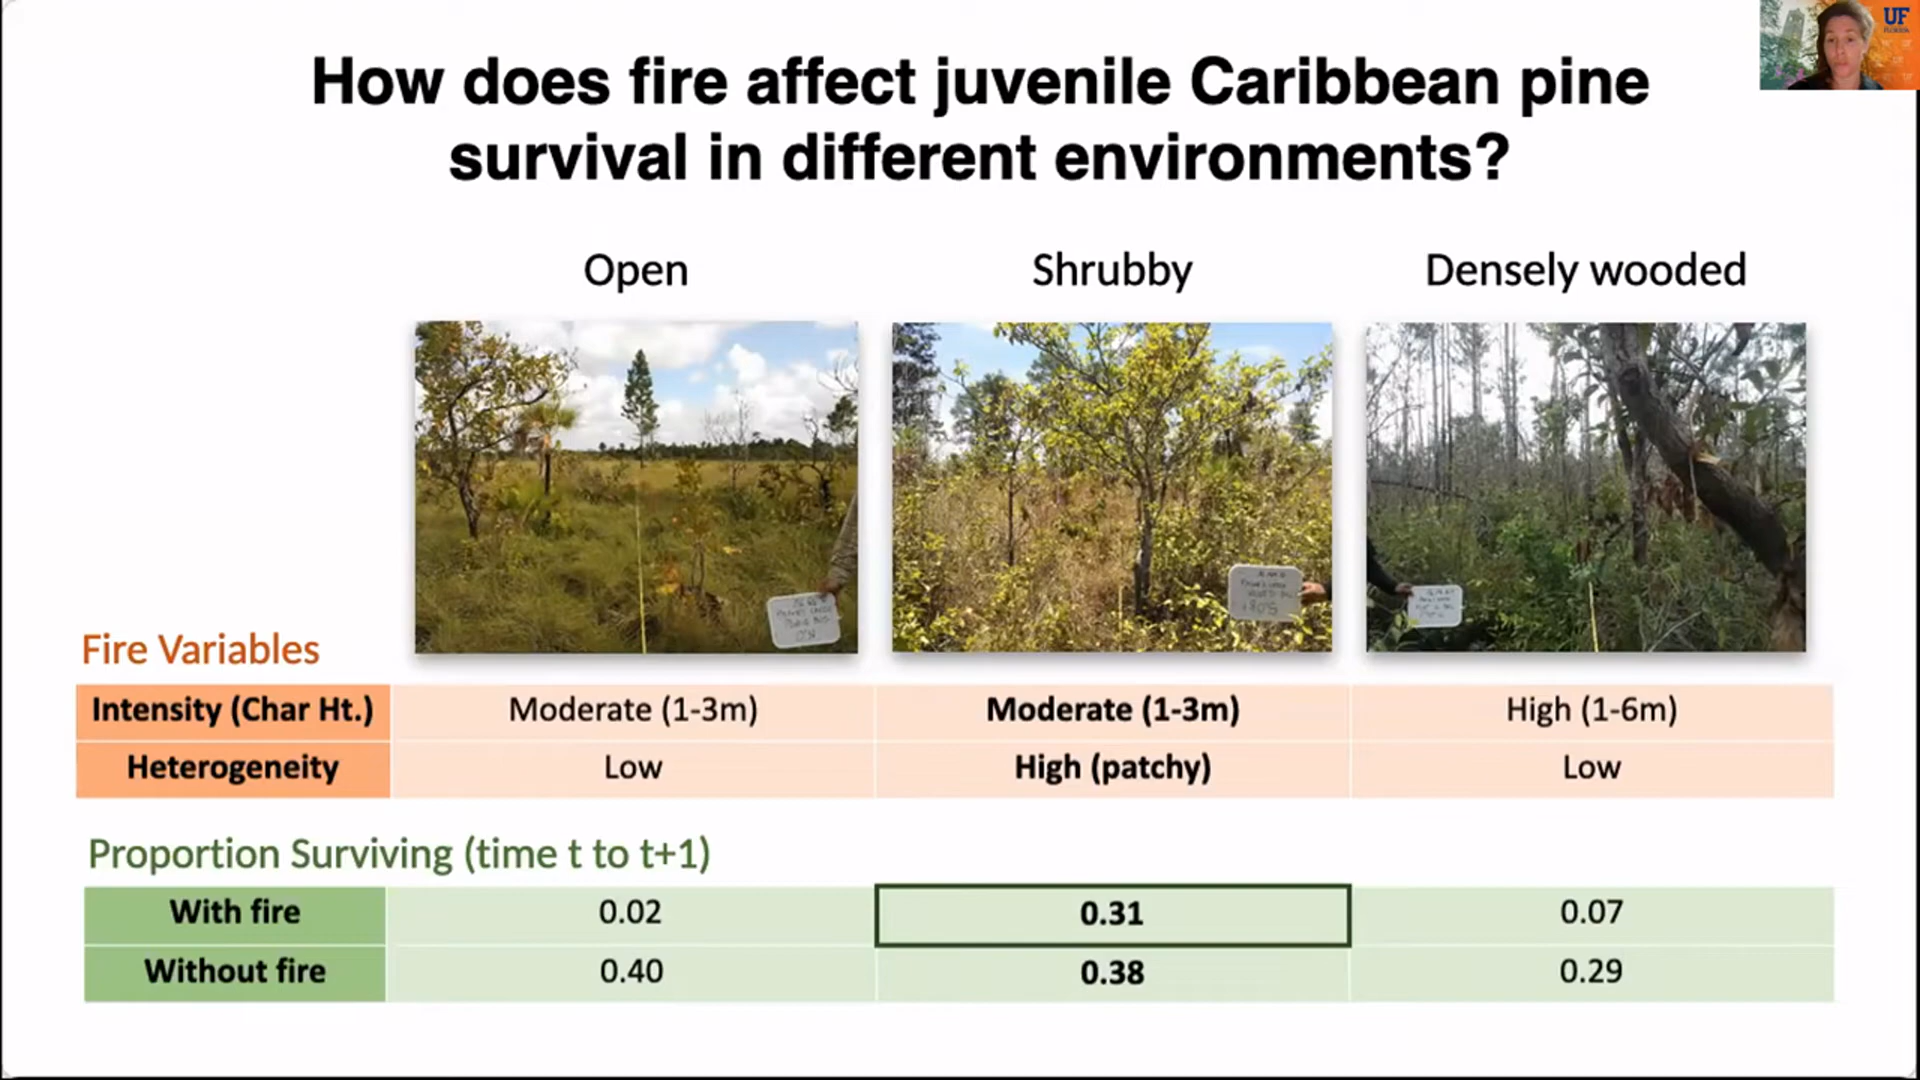 UF
How does fire affect juvenile Caribbean pine
survival in different environments?
Open
Shrubby
Densely wooded
Fire Variables
Intensity (Char Ht.)
Moderate (1-3m)
Moderate (1-3m)
High (1-6m)
Heterogeneity
Low
High (patchy)
Low
Proportion Surviving (time t to t+1)
With fire
0.02
0.31
0.07
Without fire
0.40
0.38
0.29